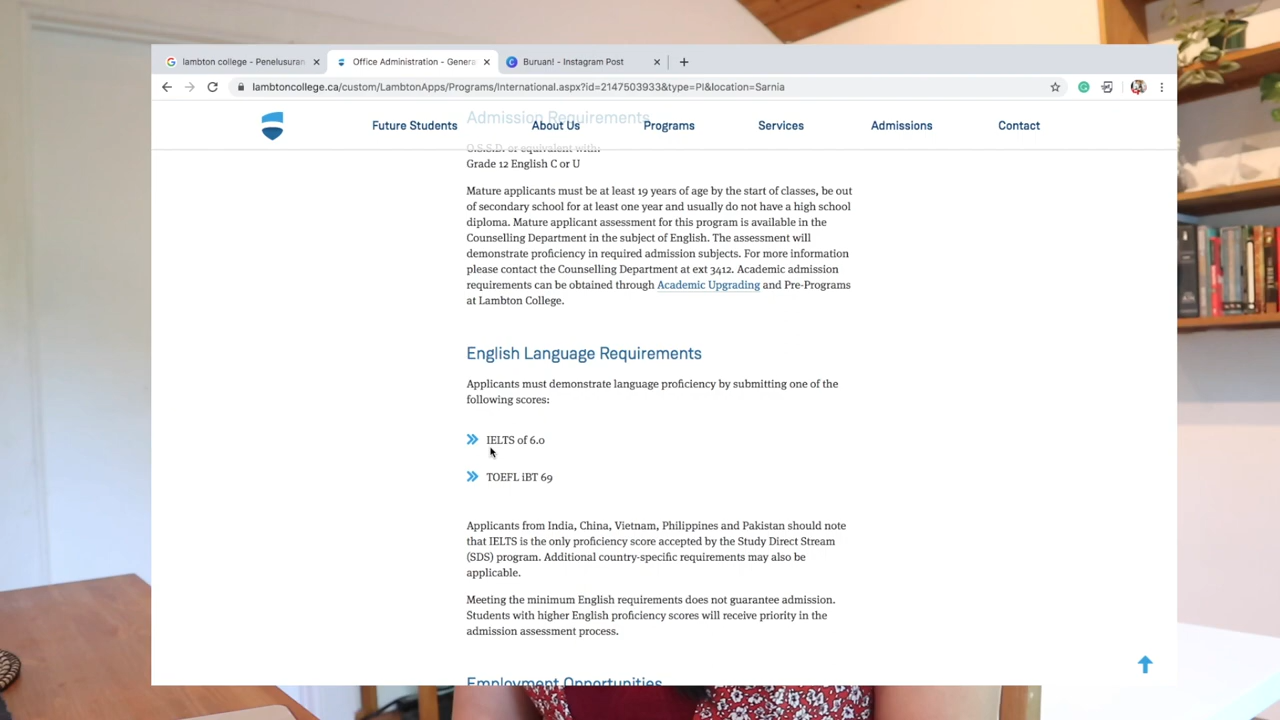 lambton college - Penelusuran
Office Administration - Genera
Buruan! - Instagram Post
lambtoncollege.ca/custom/LambtonApps/Programs/International.aspx?id=2147503933&type=PI&location=Sarnia
Future Students
About Us
Programs
Services
Admissions
Contact
Admission Requirements
O.S.S.D. or equivalent with:
Grade 12 English C or U
Mature applicants must be at least 19 years of age by the start of classes, be out
of secondary school for at least one year and usually do not have a high school
diploma. Mature applicant assessment for this program is available in the
Counselling Department in the subject of English. The assessment will
demonstrate proficiency in required admission subjects. For more information
please contact the Counselling Department at ext 3412. Academic admission
requirements can be obtained through Academic Upgrading and Pre-Programs
at Lambton College.
English Language Requirements
Applicants must demonstrate language proficiency by submitting one of the
following scores:
IELTS of 6.0
TOEFL iBT 69
Applicants from India, China, Vietnam, Philippines and Pakistan should note
that IELTS is the only proficiency score accepted by the Study Direct Stream
(SDS) program. Additional country-specific requirements may also be
applicable.
Meeting the minimum English requirements does not guarantee admission.
Students with higher English proficiency scores will receive priority in the
admission assessment process.
Employment Opportunities